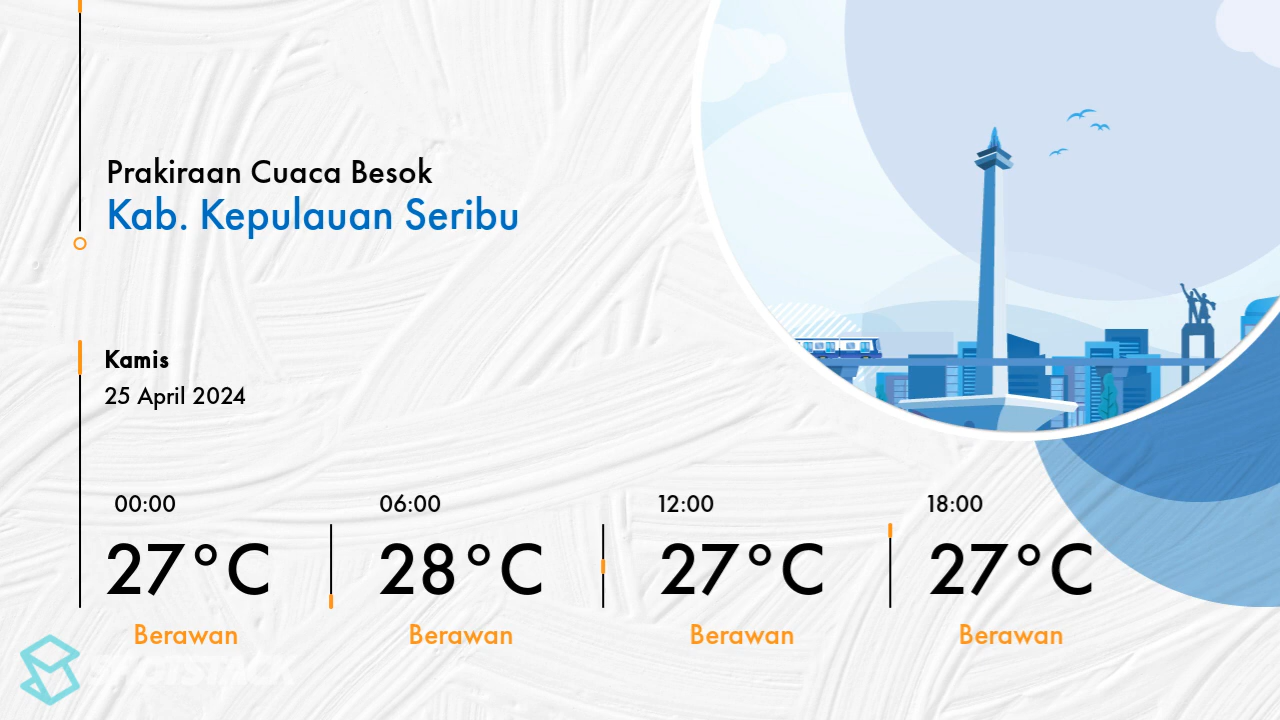 Prakiraan Cuaca Besok
Kab. Kepulauan Seribu
Kamis
25 April 2024
00:00 06:00 12:00 18:00
27°C 28°C 27°C 27°C
Berawan Berawan Berawan Berawan